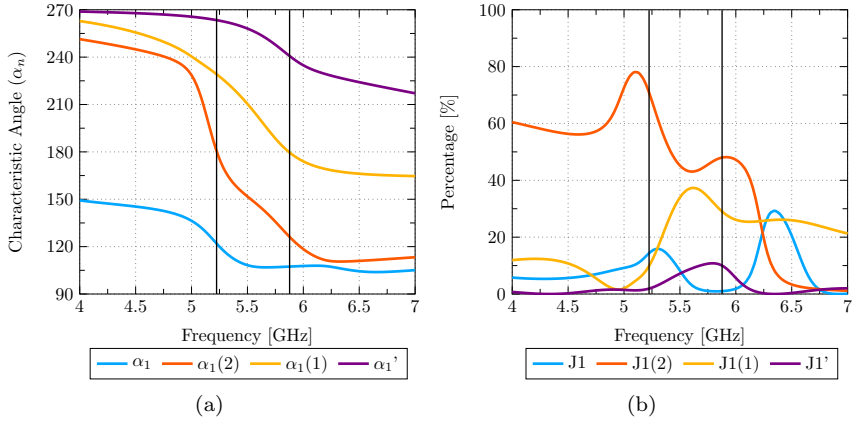 270
240
210
180
150
120
90
Characteristic Angle (αₙ)
4 4.5 5 5.5 6 6.5 7
Frequency [GHz]
α₁ α₁(2) α₁(1) α₁’
(a)
100
80
60
40
20
0
Percentage [%]
4 4.5 5 5.5 6 6.5 7
Frequency [GHz]
J1 J1(2) J1(1) J1’
(b)